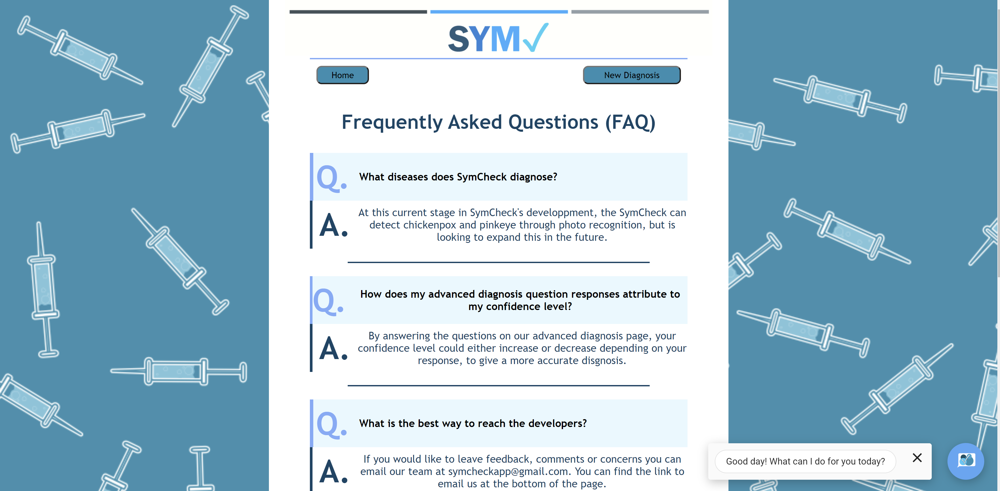 SYM✓
Home
New Diagnosis
Frequently Asked Questions (FAQ)
Q.
What diseases does SymCheck diagnose?
A.
At this current stage in SymCheck's developpment, the SymCheck can
detect chickenpox and pinkeye through photo recognition, but is
looking to expand this in the future.
Q.
How does my advanced diagnosis question responses attribute to
my confidence level?
A.
By answering the questions on our advanced diagnosis page, your
confidence level could either increase or decrease depending on your
response, to give a more accurate disgnosis.
Q.
What is the best way to reach the developers?
A.
If you would like to leave feedback, comments or concerns you can
email our team at symcheckapp@gmail.com. You can find the link to
email us at the bottom of the page.
Good day! What can I do for you today?